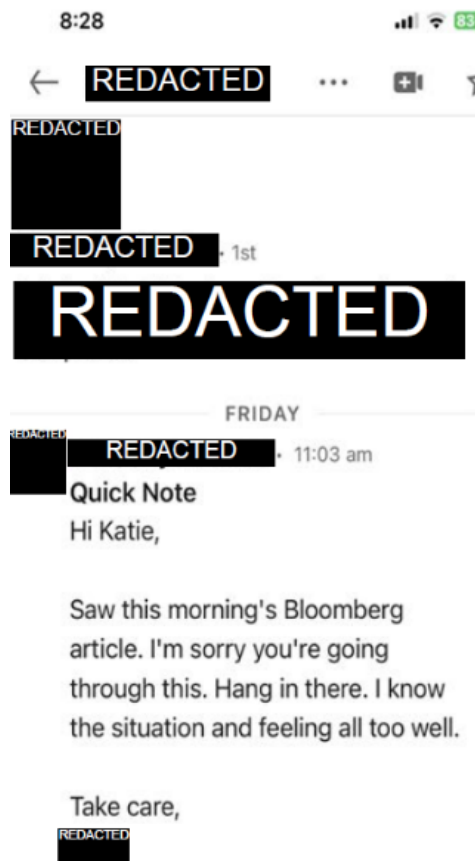 8:28
83
REDACTED
REDACTED
REDACTED · 1st
REDACTED
FRIDAY
REDACTED
REDACTED · 11:03 am
Quick Note
Hi Katie,
Saw this morning's Bloomberg
article. I'm sorry you're going
through this. Hang in there. I know
the situation and feeling all too well.
Take care,
REDACTED